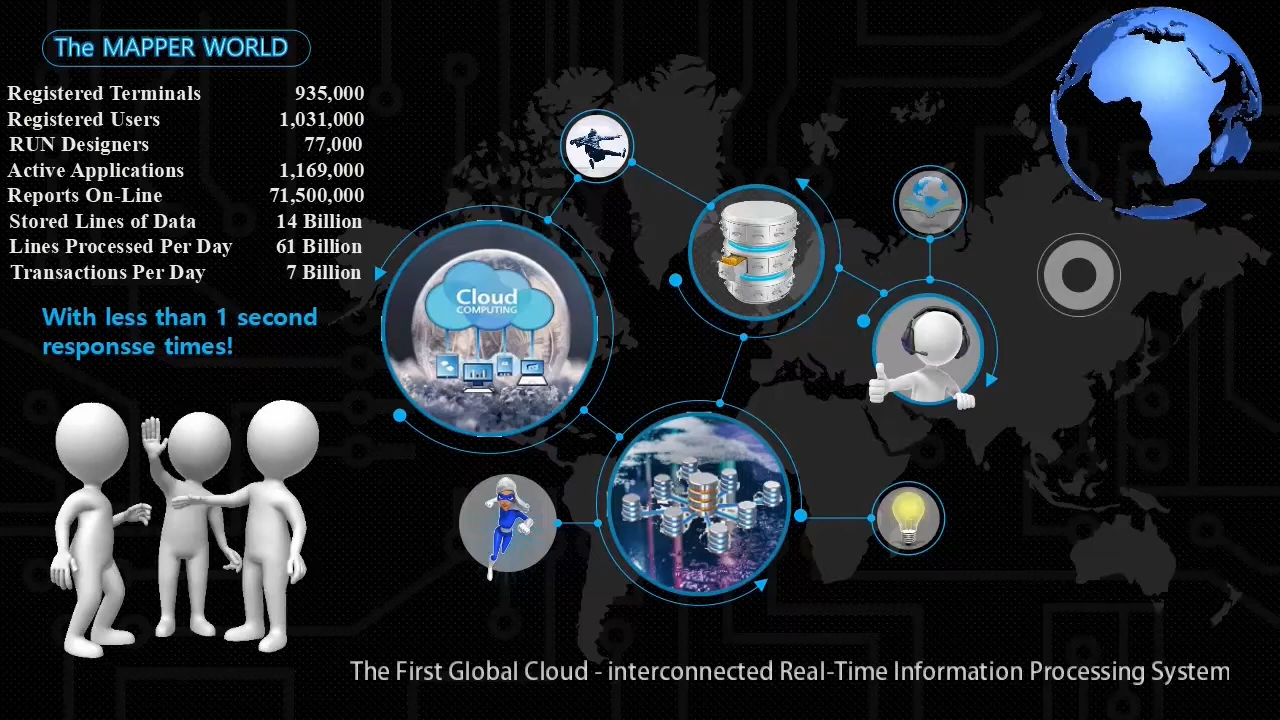 The MAPPER WORLD
Registered Terminals 935,000
Registered Users 1,031,000
RUN Designers 77,000
Active Applications 1,169,000
Reports On-Line 71,500,000
Stored Lines of Data 14 Billion
Lines Processed Per Day 61 Billion
Transactions Per Day 7 Billion
With less than 1 second
responsse times!
Cloud
COMPUTING
The First Global Cloud - interconnected Real-Time Information Processing System